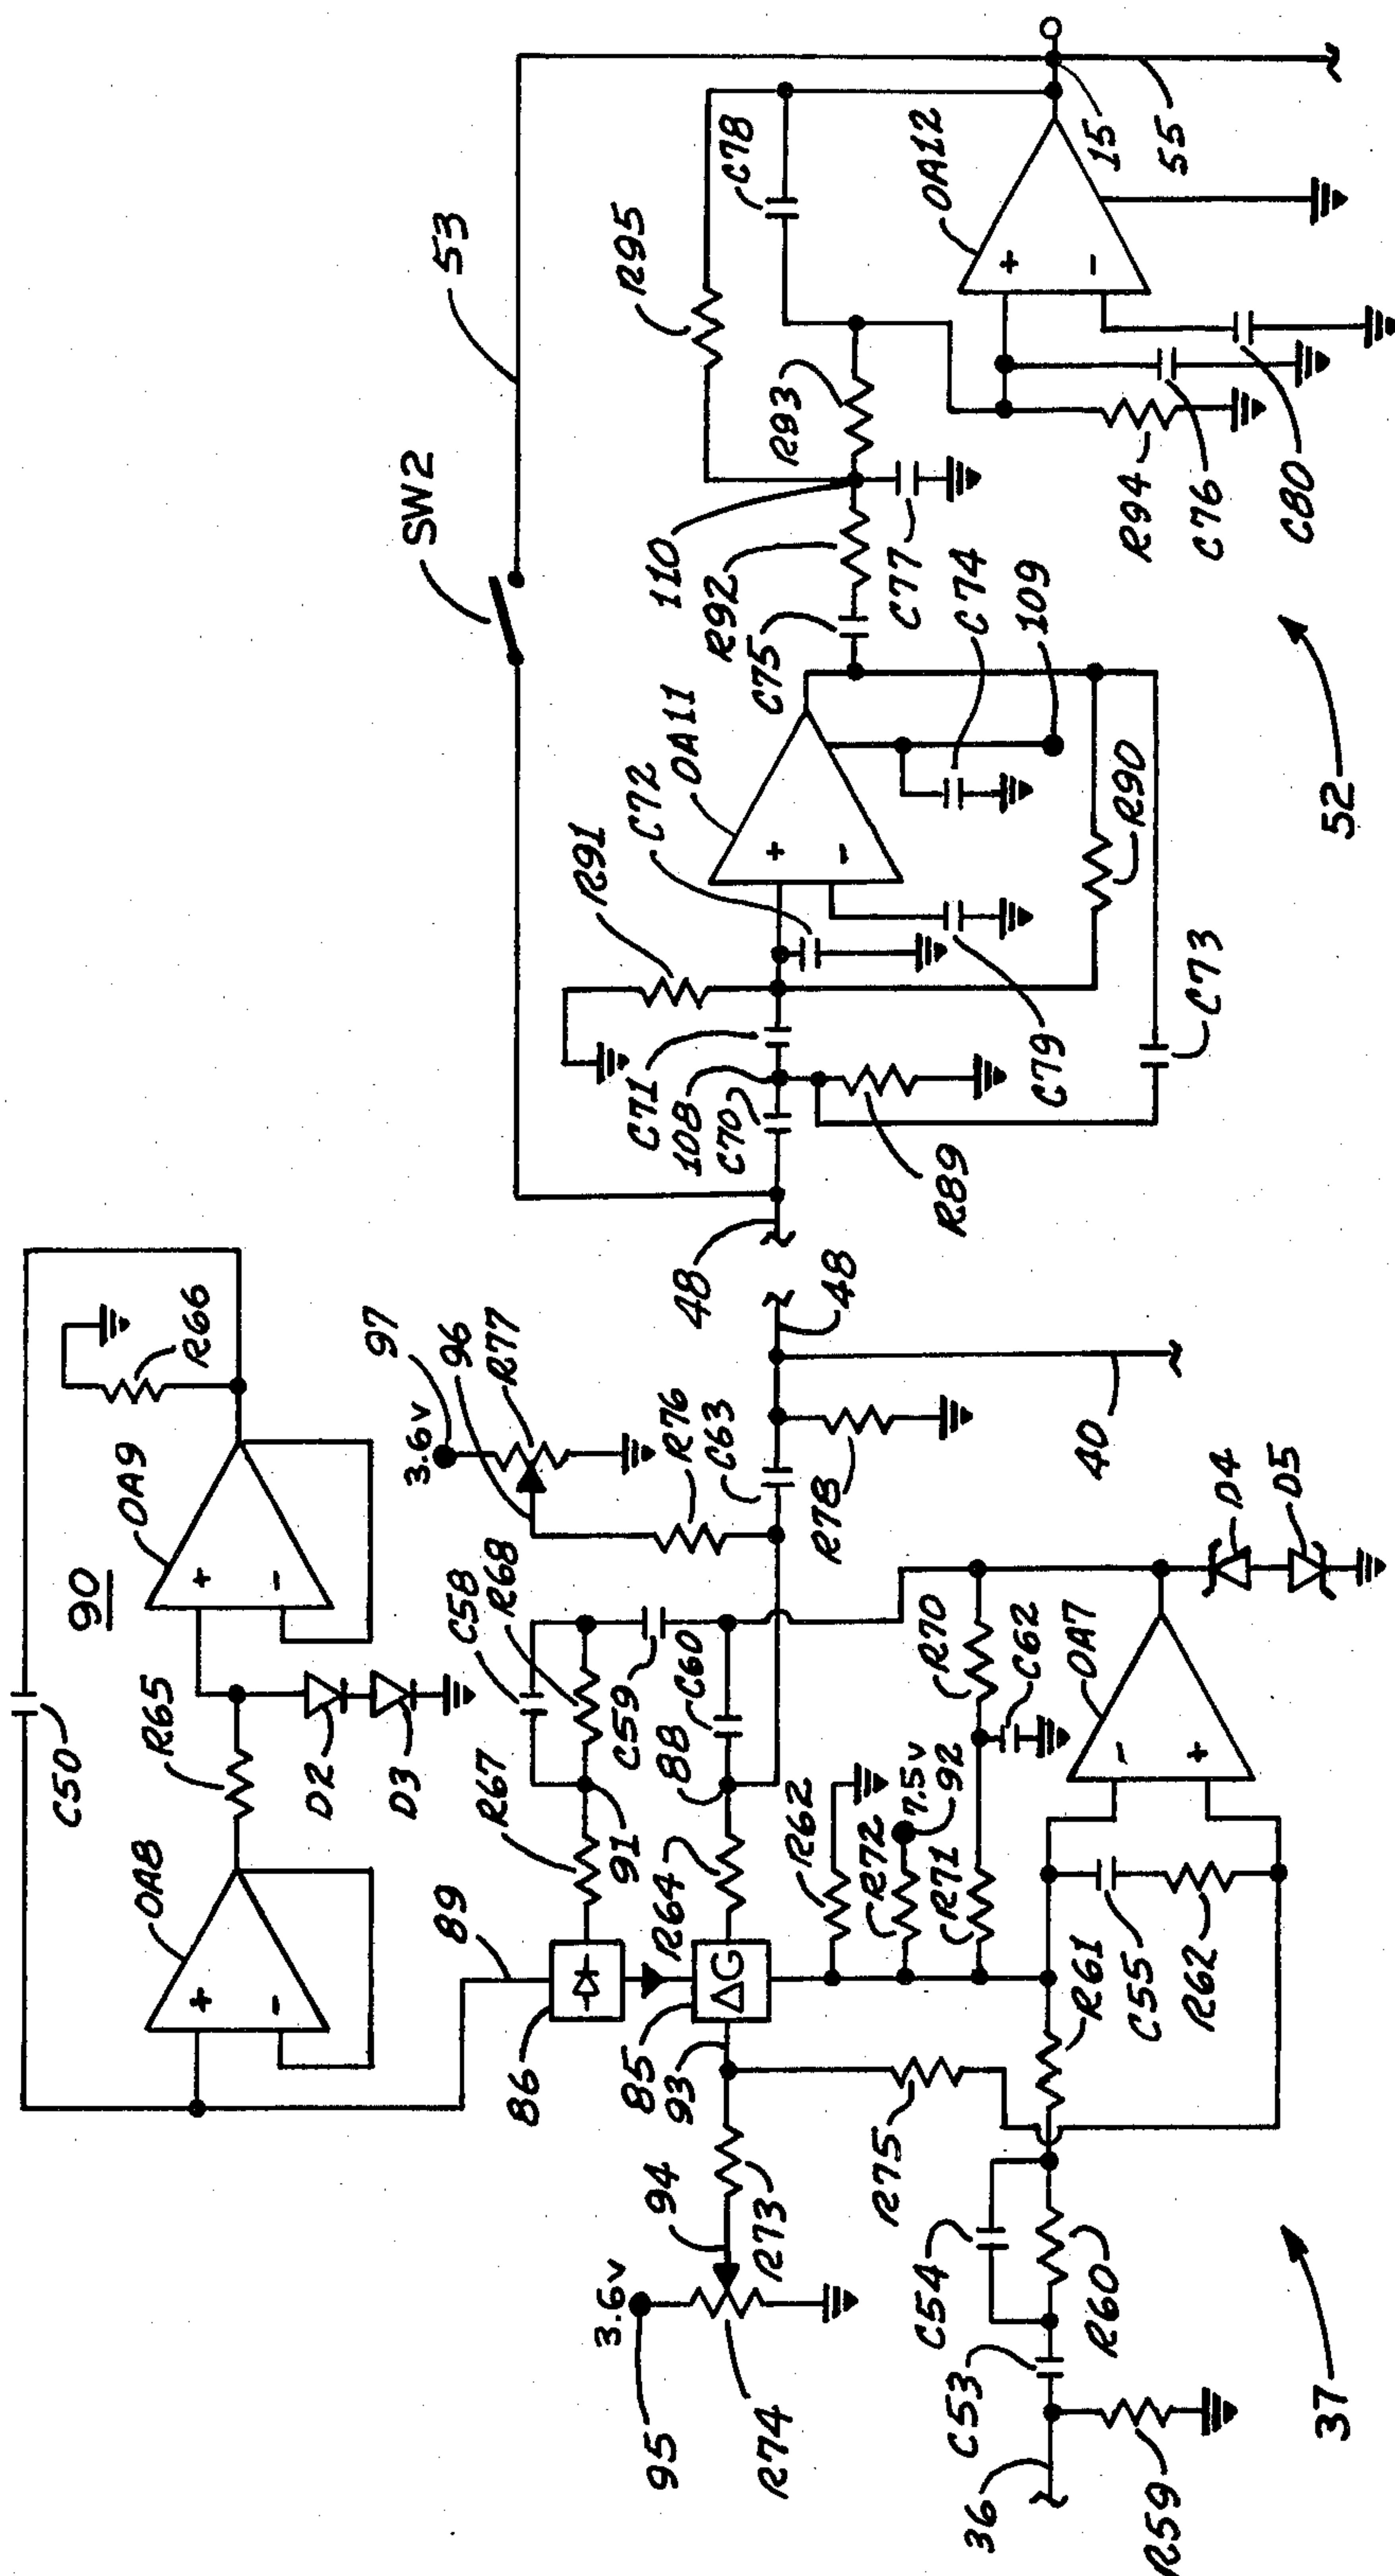 C50
OA8
+
-
R65
D2
D3
90
OA9
+
-
R66
89
86
R67
91
C58
R68
C59
R64
88
C60
85
ΔG
93
94
R73
3.6v
95
R74
97
3.6v
96
R77
R76
C63
R78
48
40
R75
R62
R72
7.5v
92
R71
R70
C62
OA7
-
+
D4
D5
R61
C55
R62
C54
C53
R60
36
R59
37
SW2
53
48
C71
108
C70
R91
C72
OA11
+
-
R89
C79
C73
R90
C74
109
C75
R92
110
C77
R93
R95
C78
OA12
+
-
15
55
R94
C76
C80
52